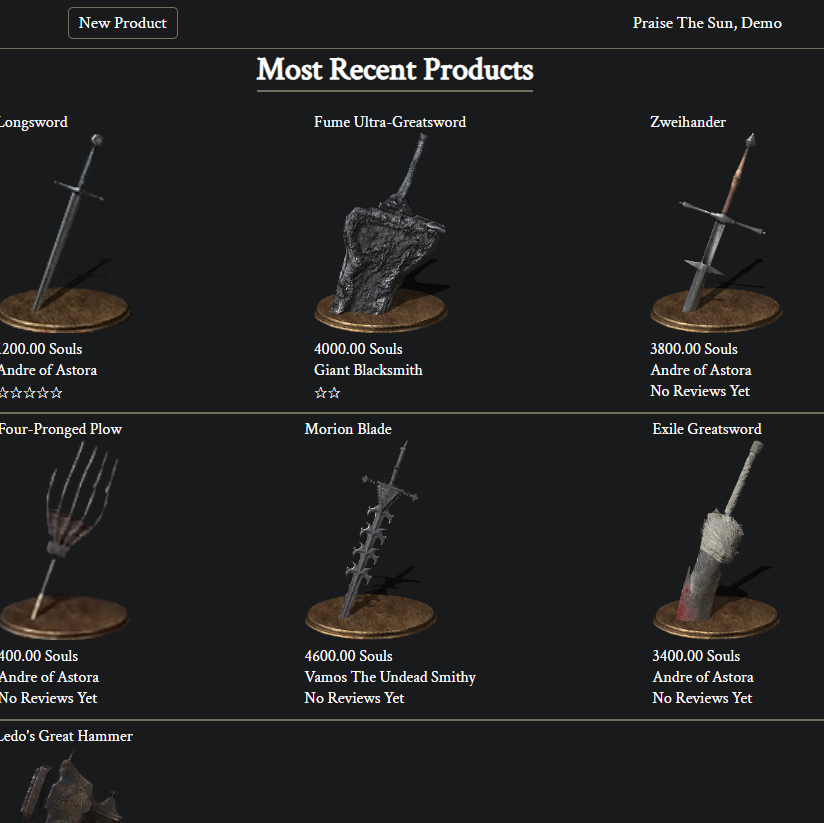 New Product
Praise The Sun, Demo
Most Recent Products
Longsword
Fume Ultra-Greatsword
Zweihander
200.00 Souls
4000.00 Souls
3800.00 Souls
Andre of Astora
Giant Blacksmith
Andre of Astora
☆☆☆☆☆
☆☆
No Reviews Yet
Four-Pronged Plow
Morion Blade
Exile Greatsword
400.00 Souls
4600.00 Souls
3400.00 Souls
Andre of Astora
Vamos The Undead Smithy
Andre of Astora
No Reviews Yet
No Reviews Yet
No Reviews Yet
Ledo's Great Hammer